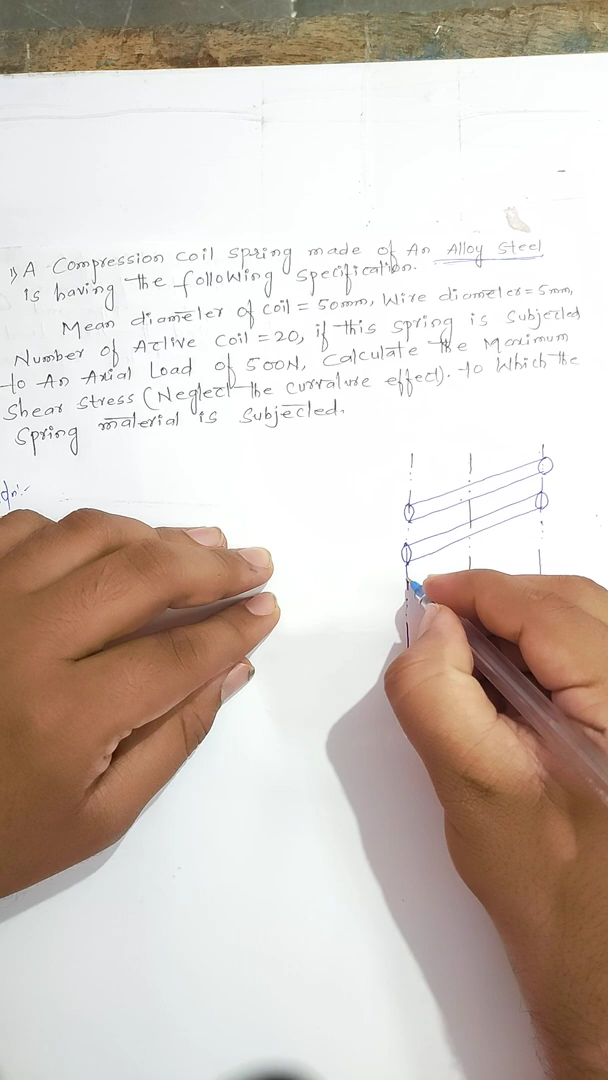 1) A Compression coil spring made of An Alloy steel
is having the following specification.
Mean diameter of coil = 50mm, Wire diameter = 5mm,
Number of Active coil = 20, if this spring is Subjected
to An Axial Load of 500N, Calculate the Maximum
Shear stress (Neglect the curvature effect). to Which the
Spring material is Subjected.